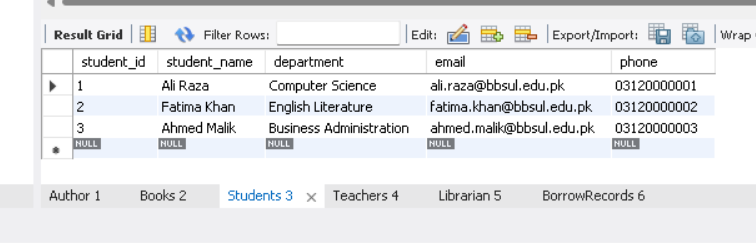 Result Grid Filter Rows: Edit: Export/Import: Wrap
student_id student_name department email phone
1 Ali Raza Computer Science ali.raza@bbsul.edu.pk 03120000001
2 Fatima Khan English Literature fatima.khan@bbsul.edu.pk 03120000002
3 Ahmed Malik Business Administration ahmed.malik@bbsul.edu.pk 03120000003
NULL NULL NULL NULL NULL
Author 1 Books 2 Students 3 Teachers 4 Librarian 5 BorrowRecords 6